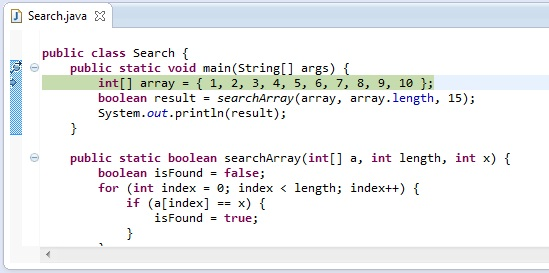 Search.java
public class Search {
public static void main(String[] args) {
int[] array = { 1, 2, 3, 4, 5, 6, 7, 8, 9, 10 };
boolean result = searchArray(array, array.length, 15);
System.out.println(result);
}
public static boolean searchArray(int[] a, int length, int x) {
boolean isFound = false;
for (int index = 0; index < length; index++) {
if (a[index] == x) {
isFound = true;
}